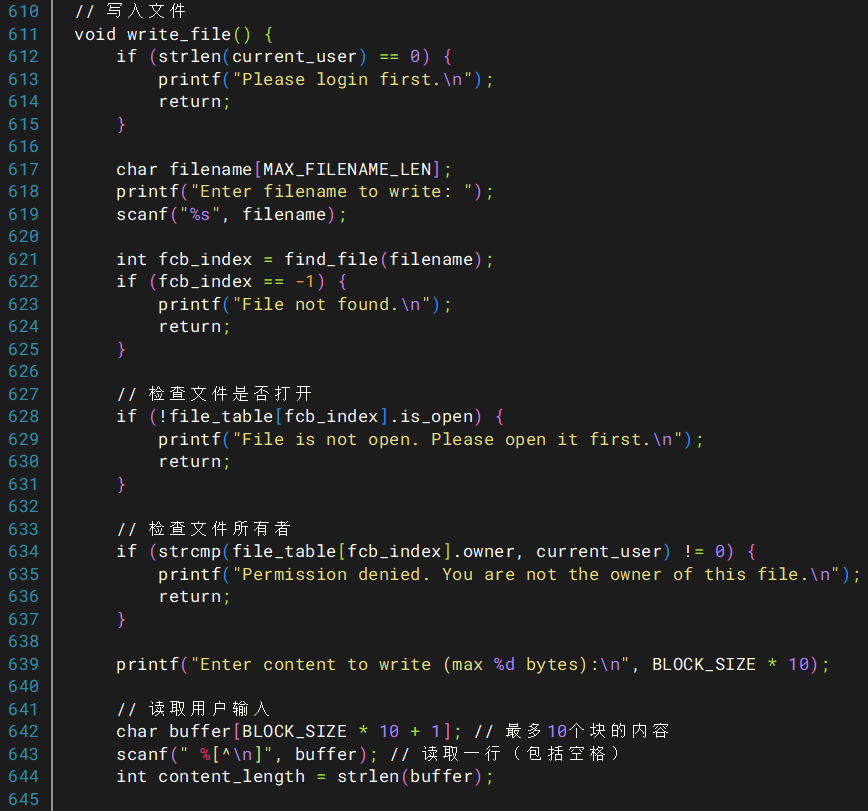 610 // 写入文件
611 void write_file() {
612     if (strlen(current_user) == 0) {
613         printf("Please login first.\n");
614         return;
615     }
616
617     char filename[MAX_FILENAME_LEN];
618     printf("Enter filename to write: ");
619     scanf("%s", filename);
620
621     int fcb_index = find_file(filename);
622     if (fcb_index == -1) {
623         printf("File not found.\n");
624         return;
625     }
626
627     // 检查文件是否打开
628     if (!file_table[fcb_index].is_open) {
629         printf("File is not open. Please open it first.\n");
630         return;
631     }
632
633     // 检查文件所有者
634     if (strcmp(file_table[fcb_index].owner, current_user) != 0) {
635         printf("Permission denied. You are not the owner of this file.\n");
636         return;
637     }
638
639     printf("Enter content to write (max %d bytes):\n", BLOCK_SIZE * 10);
640
641     // 读取用户输入
642     char buffer[BLOCK_SIZE * 10 + 1]; // 最多10个块的内容
643     scanf(" %[^\n]", buffer); // 读取一行（包括空格）
644     int content_length = strlen(buffer);
645